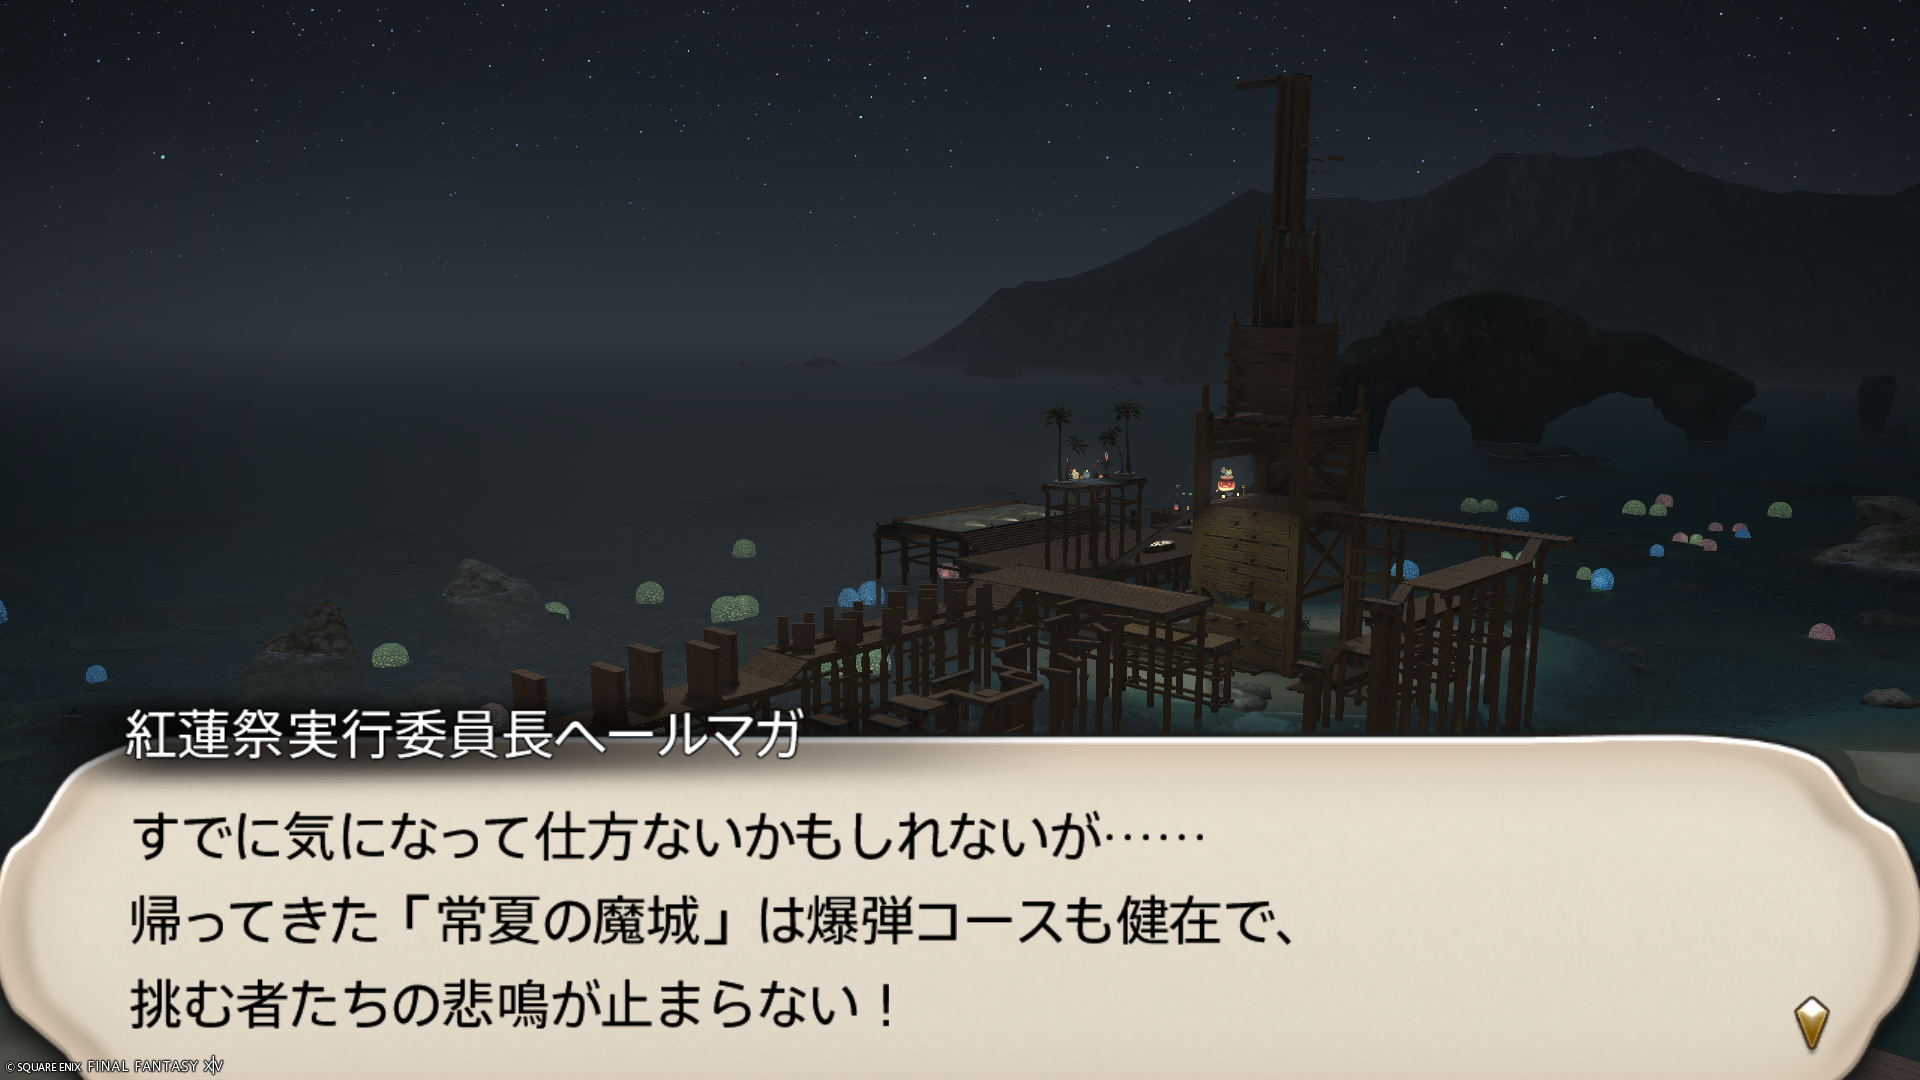 紅蓮祭実行委員長ヘールマガ
すでに気になって仕方ないかもしれないが……
帰ってきた「常夏の魔城」は爆弾コースも健在で、
挑む者たちの悲鳴が止まらない！
© SQUARE ENIX FINAL FANTASY XIV